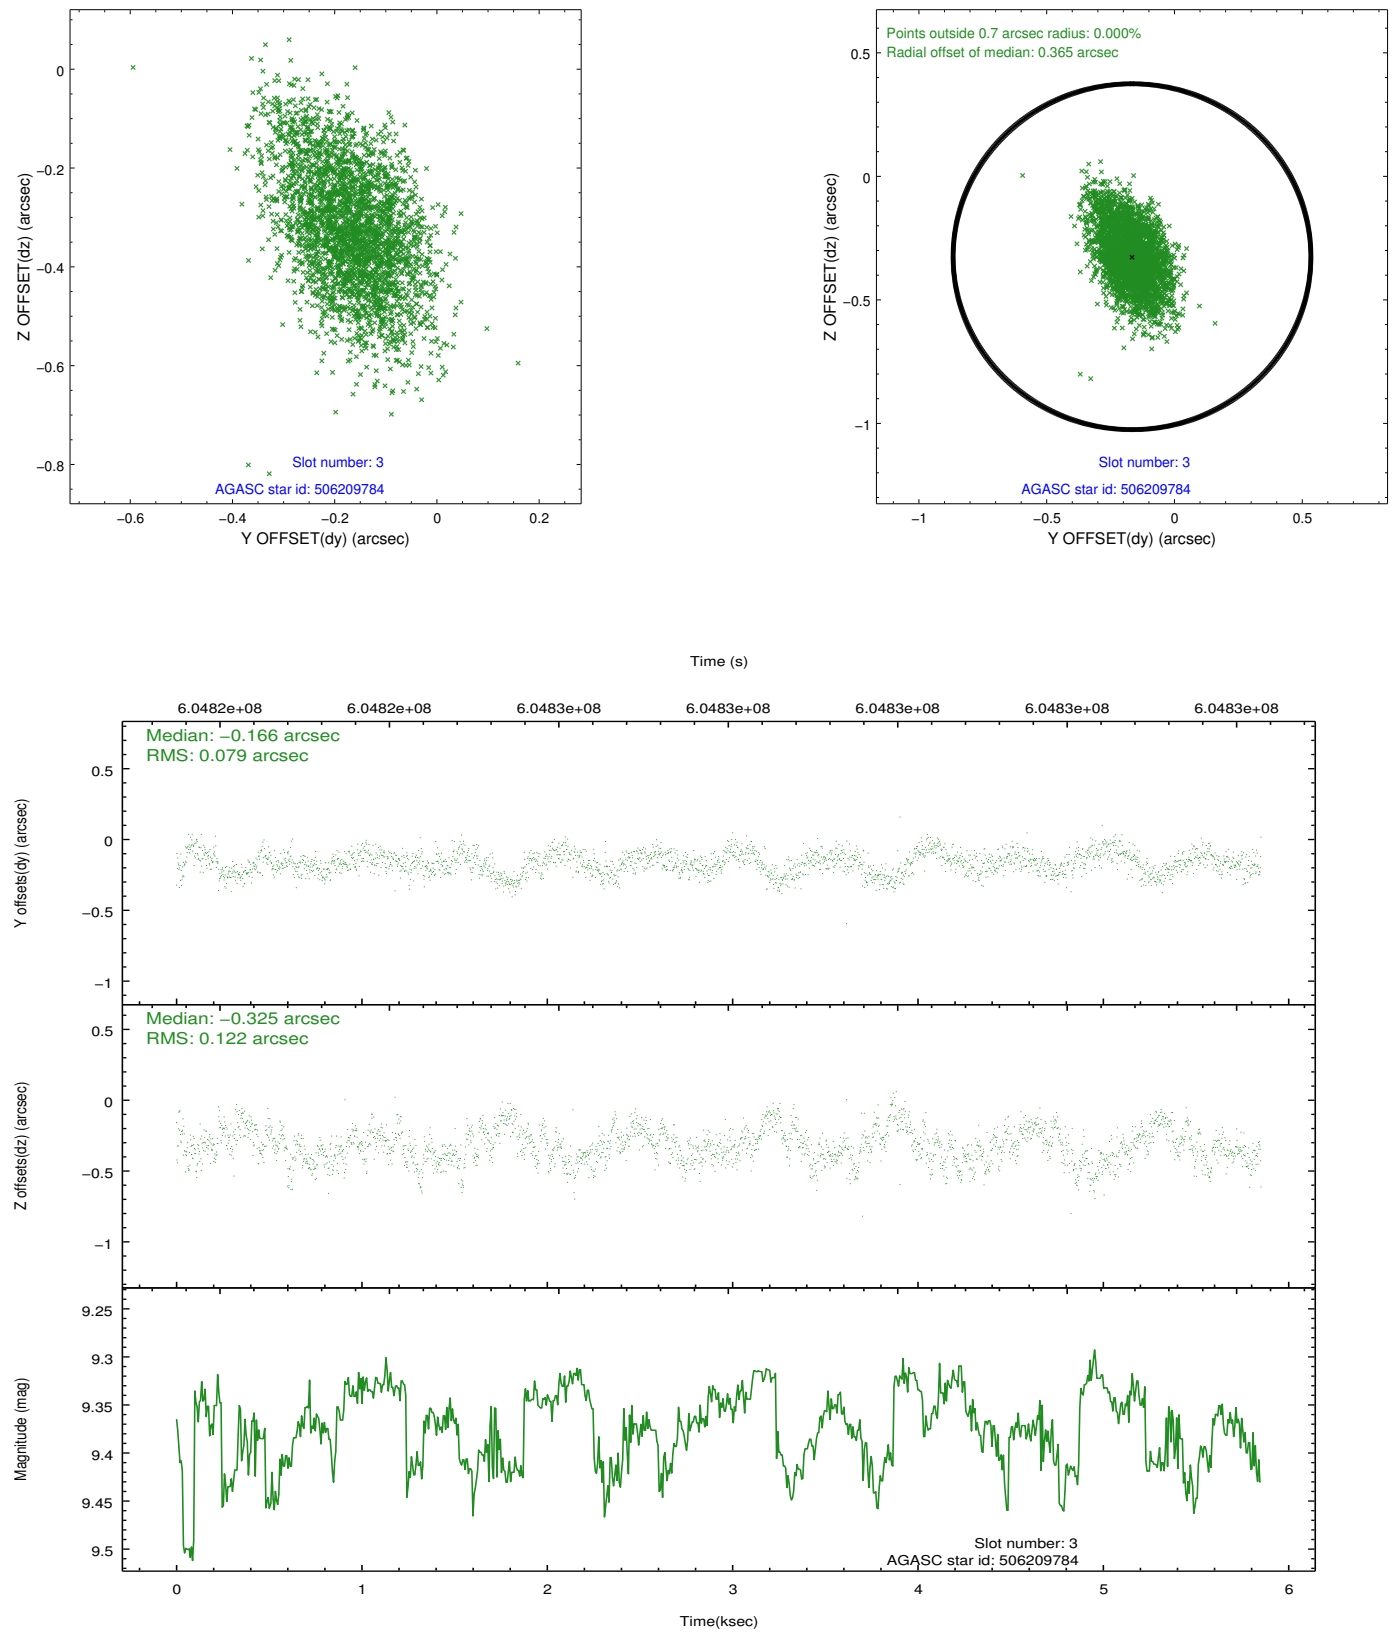 0
−0.2
−0.4
−0.6
−0.8
Z OFFSET(dz) (arcsec)
Slot number: 3
AGASC star id: 506209784
−0.6 −0.4 −0.2 0 0.2
Y OFFSET(dy) (arcsec)
Points outside 0.7 arcsec radius: 0.000%
Radial offset of median: 0.365 arcsec
0.5
0
−0.5
−1
Z OFFSET(dz) (arcsec)
Slot number: 3
AGASC star id: 506209784
−1 −0.5 0 0.5
Y OFFSET(dy) (arcsec)
Time (s)
6.0482e+08 6.0482e+08 6.0483e+08 6.0483e+08 6.0483e+08 6.0483e+08 6.0483e+08
Median: −0.166 arcsec
RMS: 0.079 arcsec
0.5
0
−0.5
−1
Y offsets(dy) (arcsec)
Median: −0.325 arcsec
RMS: 0.122 arcsec
0.5
0
−0.5
−1
Z offsets(dz) (arcsec)
9.25
9.3
9.35
9.4
9.45
9.5
Magnitude (mag)
Slot number: 3
AGASC star id: 506209784
0 1 2 3 4 5 6
Time(ksec)